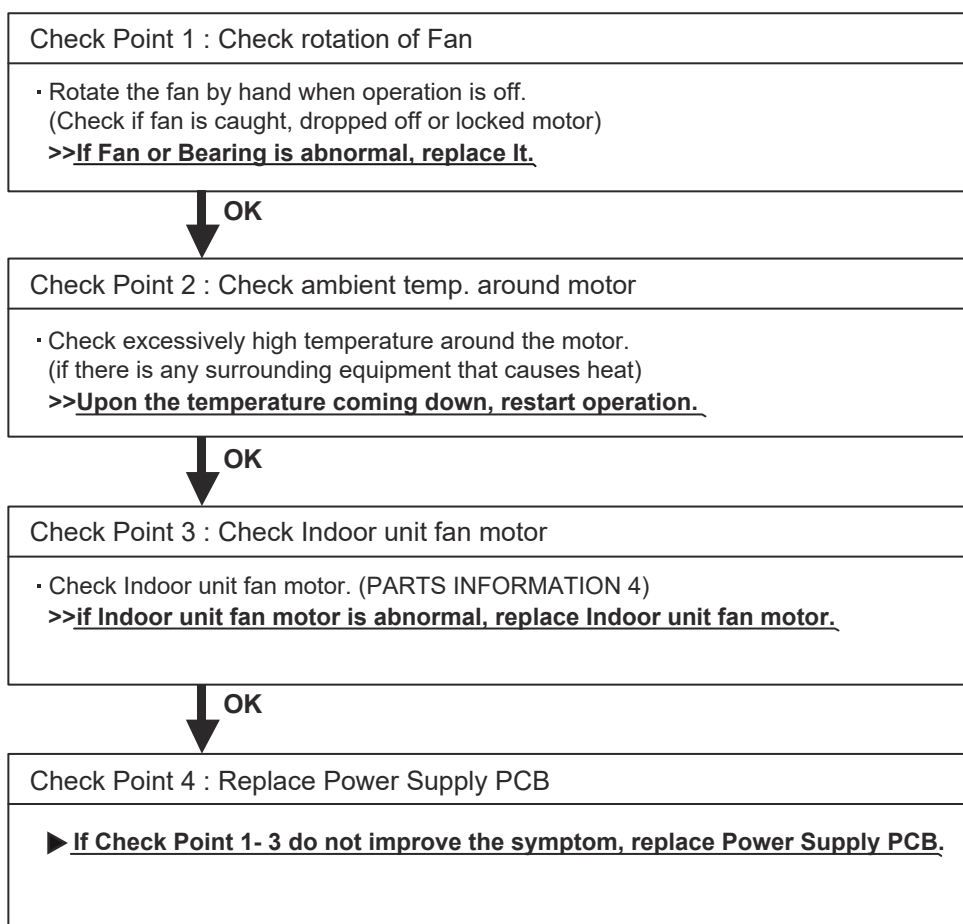 Check Point 1 : Check rotation of Fan
· Rotate the fan by hand when operation is off.
(Check if fan is caught, dropped off or locked motor)
>>If Fan or Bearing is abnormal, replace It.
OK
Check Point 2 : Check ambient temp. around motor
· Check excessively high temperature around the motor.
(if there is any surrounding equipment that causes heat)
>>Upon the temperature coming down, restart operation.
OK
Check Point 3 : Check Indoor unit fan motor
· Check Indoor unit fan motor. (PARTS INFORMATION 4)
>>if Indoor unit fan motor is abnormal, replace Indoor unit fan motor.
OK
Check Point 4 : Replace Power Supply PCB
▶ If Check Point 1- 3 do not improve the symptom, replace Power Supply PCB.